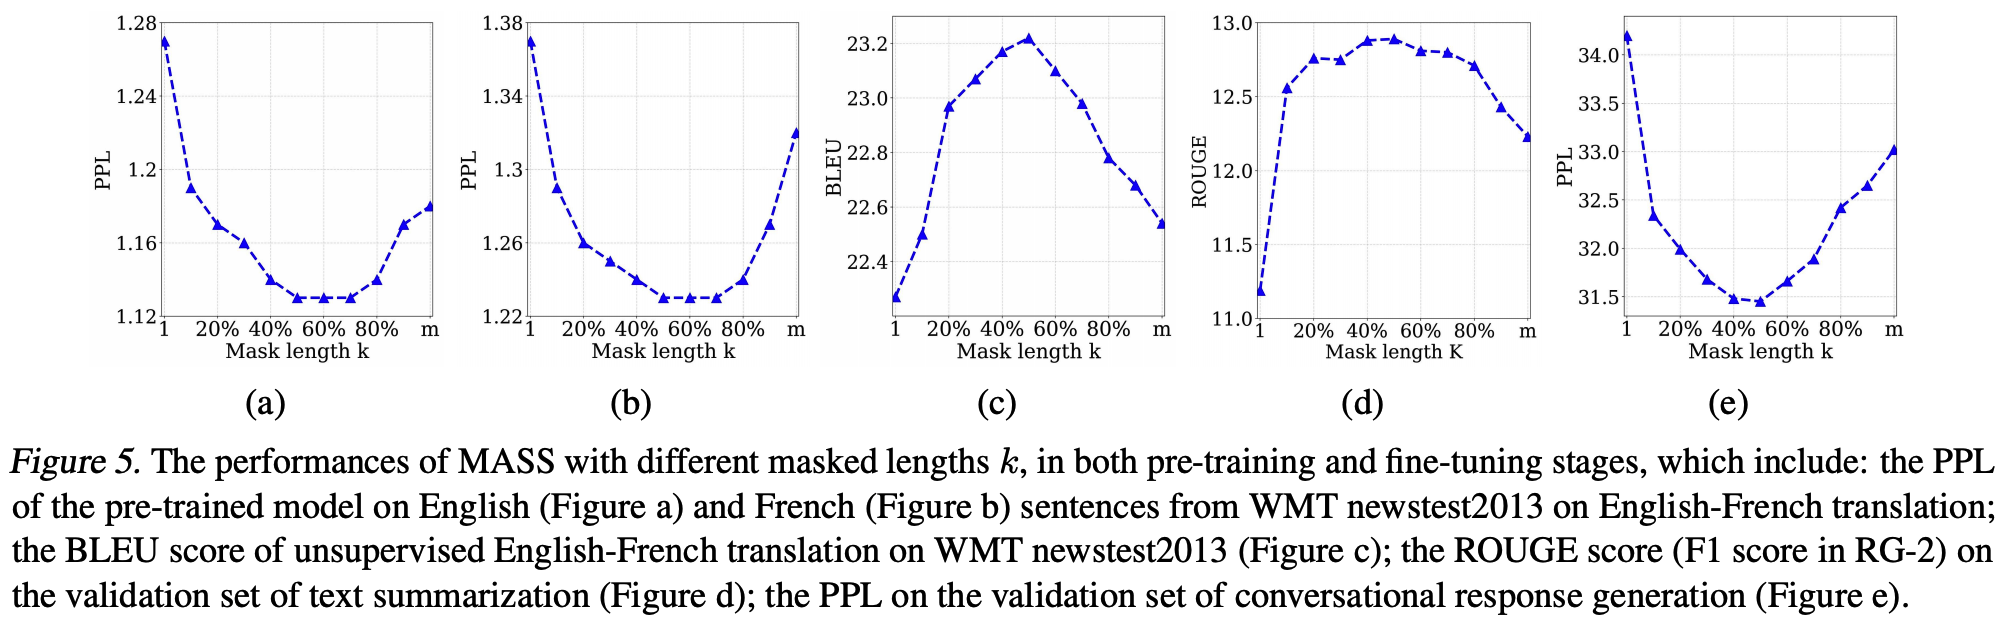 1.28
1.24
1.2
1.16
1.12
PPL
1 20% 40% 60% 80% m
Mask length k
(a)
1.38
1.34
1.3
1.26
1.22
PPL
1 20% 40% 60% 80% m
Mask length k
(b)
23.2
23.0
22.8
22.6
22.4
BLEU
1 20% 40% 60% 80% m
Mask length k
(c)
13.0
12.5
12.0
11.5
11.0
ROUGE
1 20% 40% 60% 80% m
Mask length K
(d)
34.0
33.5
33.0
32.5
32.0
31.5
PPL
1 20% 40% 60% 80% m
Mask length k
(e)
Figure 5. The performances of MASS with different masked lengths k, in both pre-training and fine-tuning stages, which include: the PPL
of the pre-trained model on English (Figure a) and French (Figure b) sentences from WMT newstest2013 on English-French translation;
the BLEU score of unsupervised English-French translation on WMT newstest2013 (Figure c); the ROUGE score (F1 score in RG-2) on
the validation set of text summarization (Figure d); the PPL on the validation set of conversational response generation (Figure e).